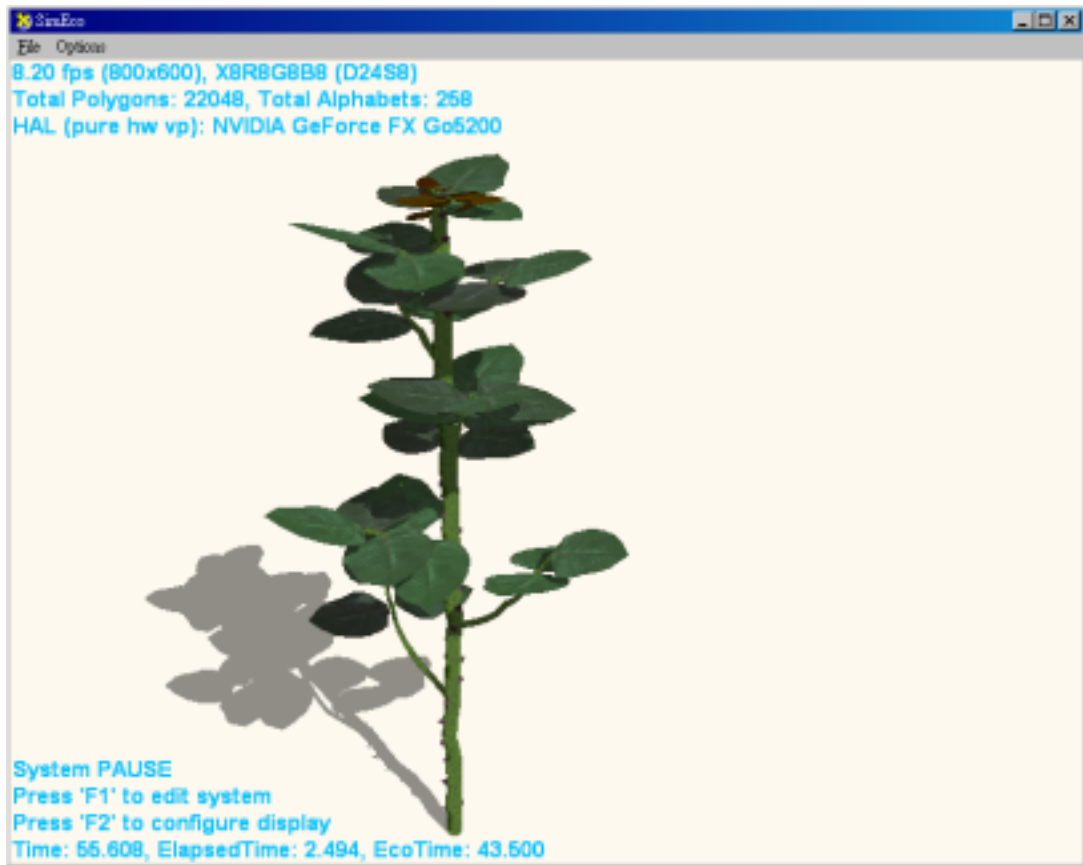 SimEco
File Options
8.20 fps (800x600), X8R8G8B8 (D24S8)
Total Polygons: 22048, Total Alphabets: 258
HAL (pure hw vp): NVIDIA GeForce FX Go5200
System PAUSE
Press 'F1' to edit system
Press 'F2' to configure display
Time: 55.608, ElapsedTime: 2.494, EcoTime: 43.500